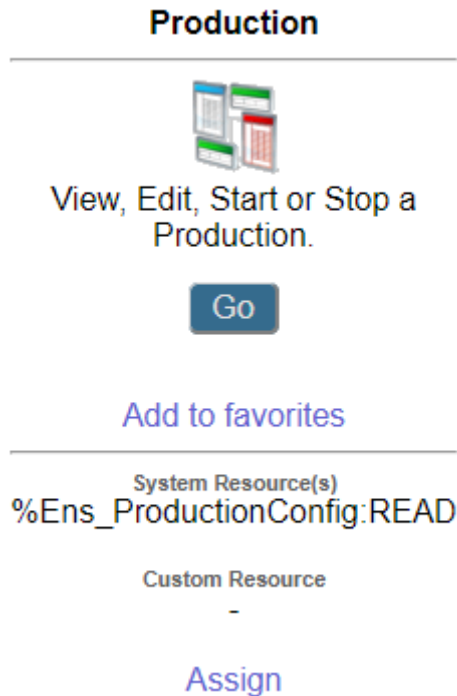 Production
View, Edit, Start or Stop a
Production.
Go
Add to favorites
System Resource(s)
%Ens_ProductionConfig:READ
Custom Resource
-
Assign